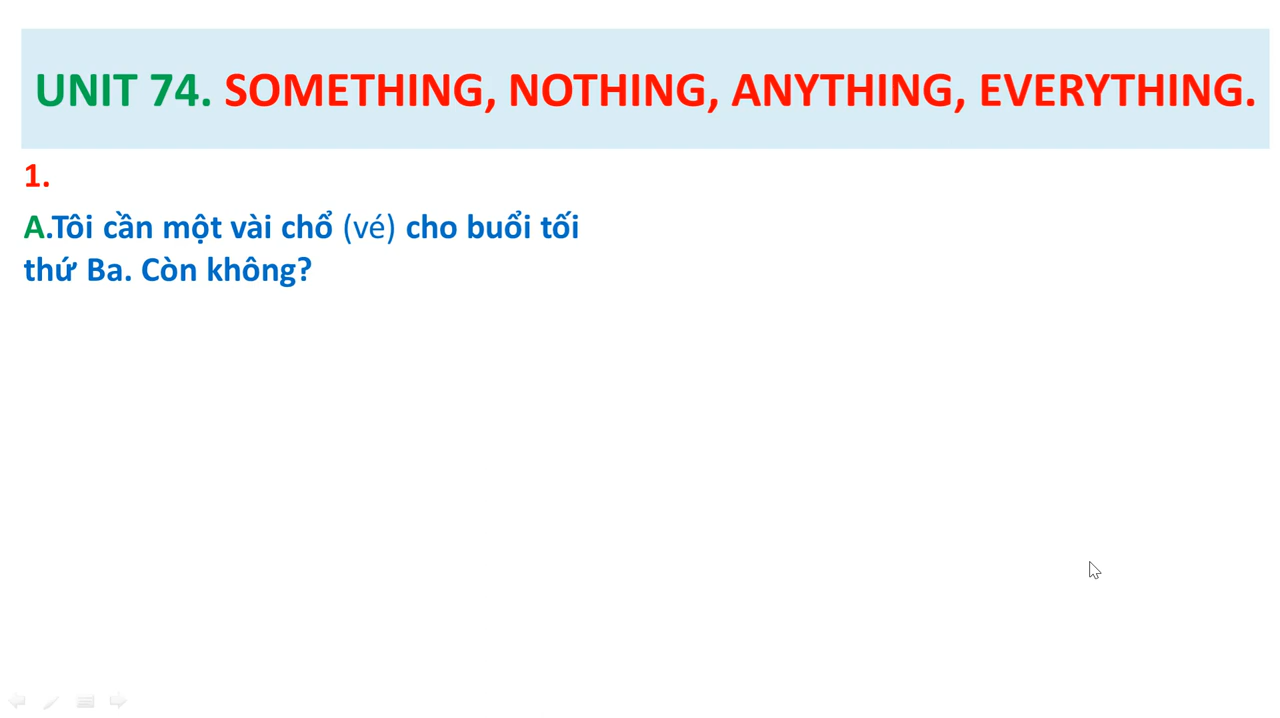 UNIT 74. SOMETHING, NOTHING, ANYTHING, EVERYTHING.
1.
A.Tôi cần một vài chổ (vé) cho buổi tối
thứ Ba. Còn không?